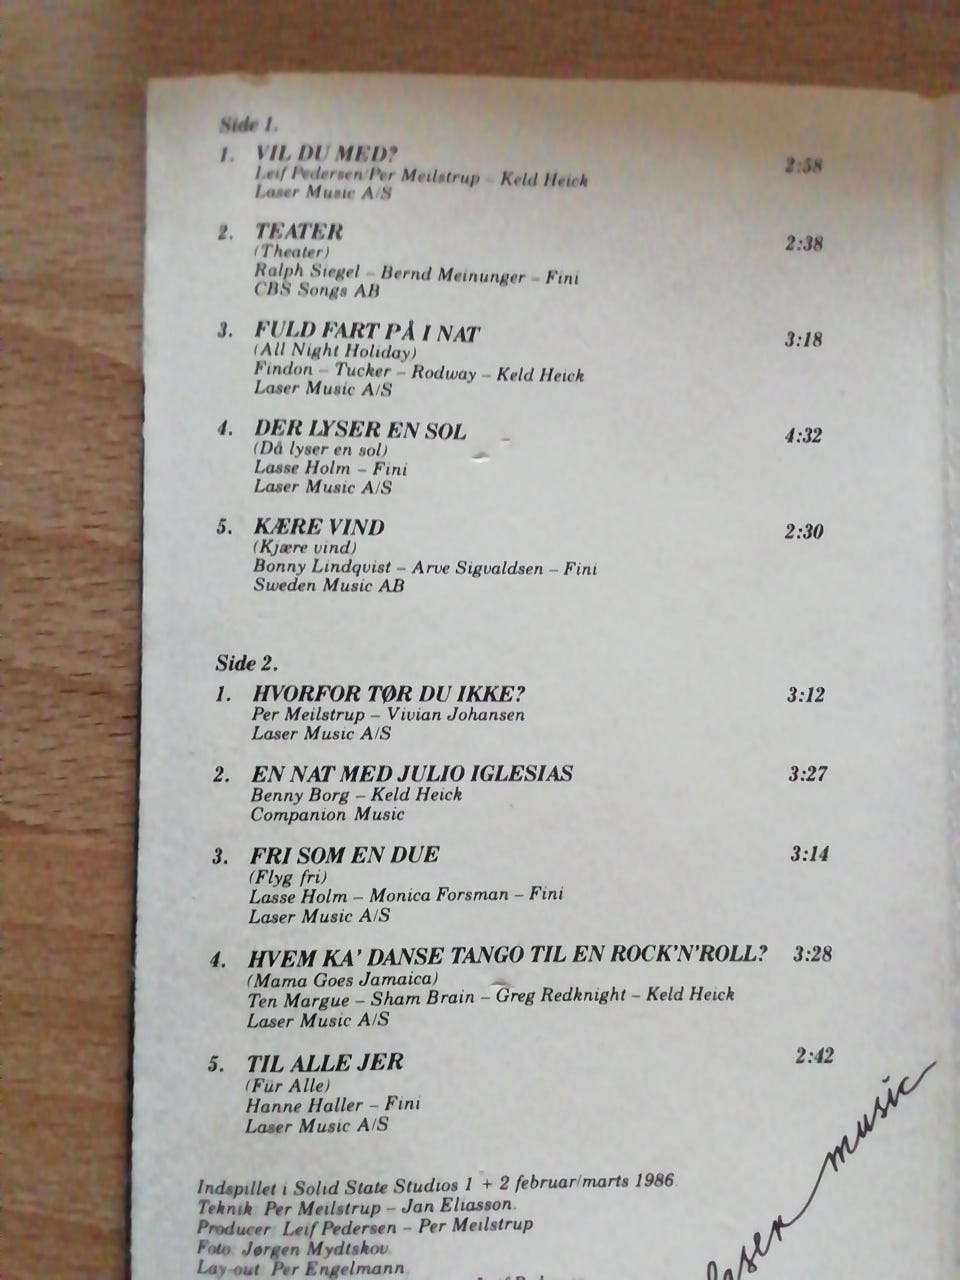 Side 1.
1. VIL DU MED? 2:58
Leif Pedersen/Per Meilstrup – Keld Heick
Laser Music A/S
2. TEATER 2:38
(Theater)
Ralph Siegel – Bernd Meinunger – Fini
CBS Songs AB
3. FULD FART PÅ I NAT 3:18
(All Night Holiday)
Findon – Tucker – Rodway – Keld Heick
Laser Music A/S
4. DER LYSER EN SOL 4:32
(Då lyser en sol)
Lasse Holm – Fini
Laser Music A/S
5. KÆRE VIND 2:30
(Kjære vind)
Bonny Lindqvist – Arve Sigvaldsen – Fini
Sweden Music AB
Side 2.
1. HVORFOR TØR DU IKKE? 3:12
Per Meilstrup – Vivian Johansen
Laser Music A/S
2. EN NAT MED JULIO IGLESIAS 3:27
Benny Borg – Keld Heick
Companion Music
3. FRI SOM EN DUE 3:14
(Flyg fri)
Lasse Holm – Monica Forsman – Fini
Laser Music A/S
4. HVEM KA' DANSE TANGO TIL EN ROCK'N'ROLL? 3:28
(Mama Goes Jamaica)
Ten Margue – Sham Brain – Greg Redknight – Keld Heick
Laser Music A/S
5. TIL ALLE JER 2:42
(Für Alle)
Hanne Haller – Fini
Laser Music A/S
Indspillet i Solid State Studios 1 + 2 februar/marts 1986.
Teknik Per Meilstrup – Jan Eliasson.
Producer Leif Pedersen – Per Meilstrup
Foto Jørgen Mydtskov.
Lay-out Per Engelmann
laser music